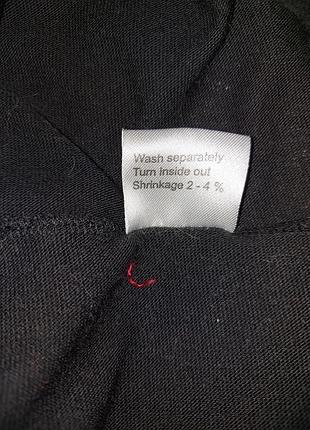 Wash separately
Turn inside out
Shrinkage 2 - 4 %